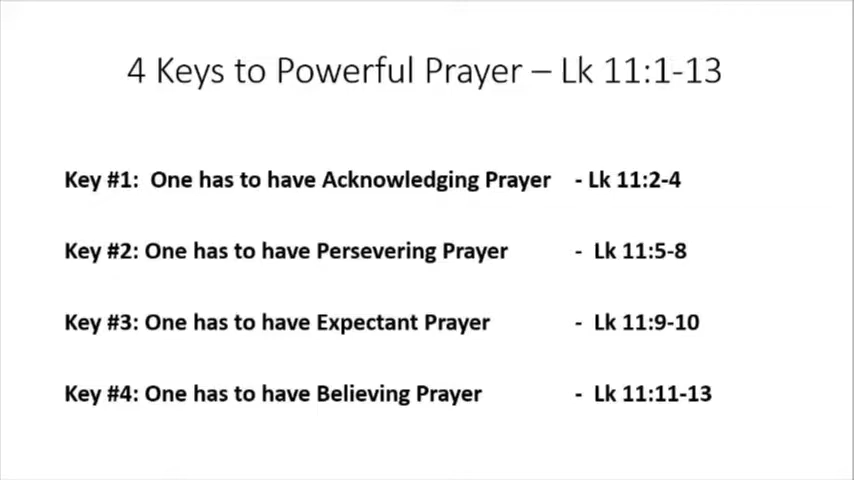 4 Keys to Powerful Prayer – Lk 11:1-13
Key #1: One has to have Acknowledging Prayer - Lk 11:2-4
Key #2: One has to have Persevering Prayer - Lk 11:5-8
Key #3: One has to have Expectant Prayer - Lk 11:9-10
Key #4: One has to have Believing Prayer - Lk 11:11-13